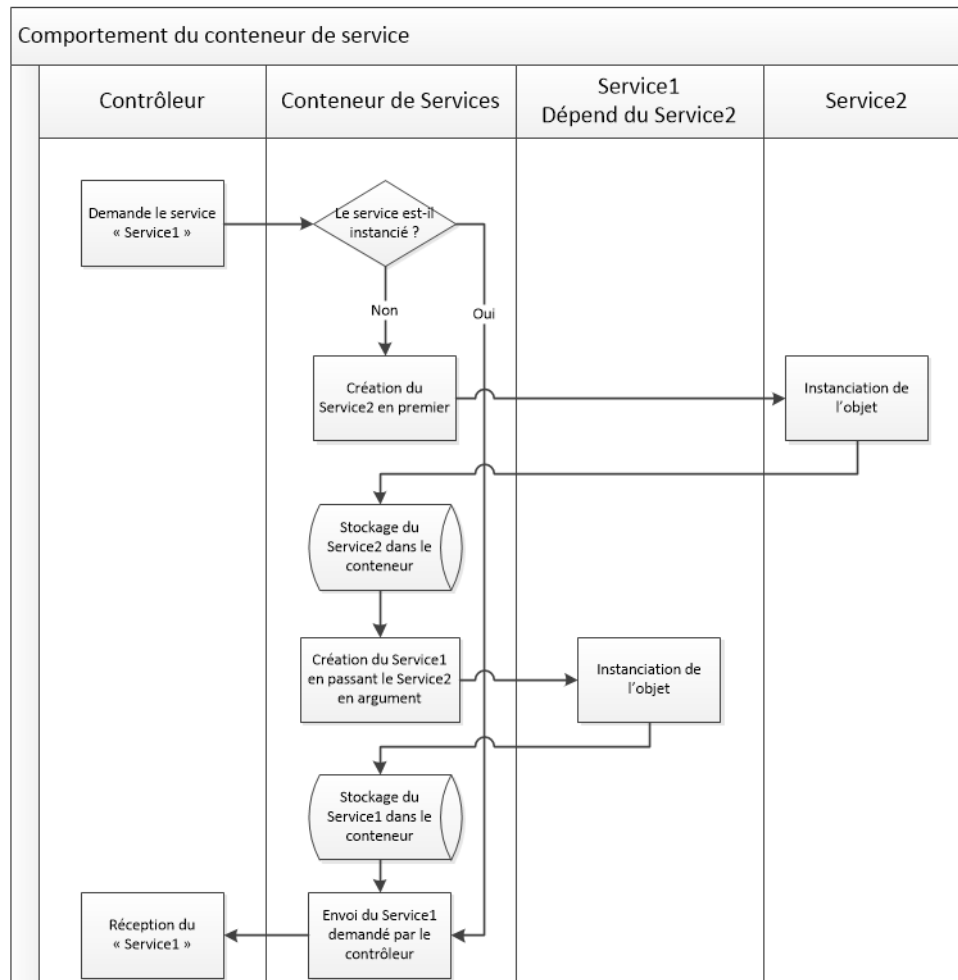 Comportement du conteneur de service
Contrôleur
Conteneur de Services
Service1
Dépend du Service2
Service2
Demande le service
« Service1 »
Le service est-il
instancié ?
Non
Oui
Création du
Service2 en premier
Instanciation de
l’objet
Stockage du
Service2 dans le
conteneur
Création du Service1
en passant le Service2
en argument
Instanciation de
l’objet
Stockage du
Service1 dans le
conteneur
Réception du
« Service1 »
Envoi du Service1
demandé par le
contrôleur